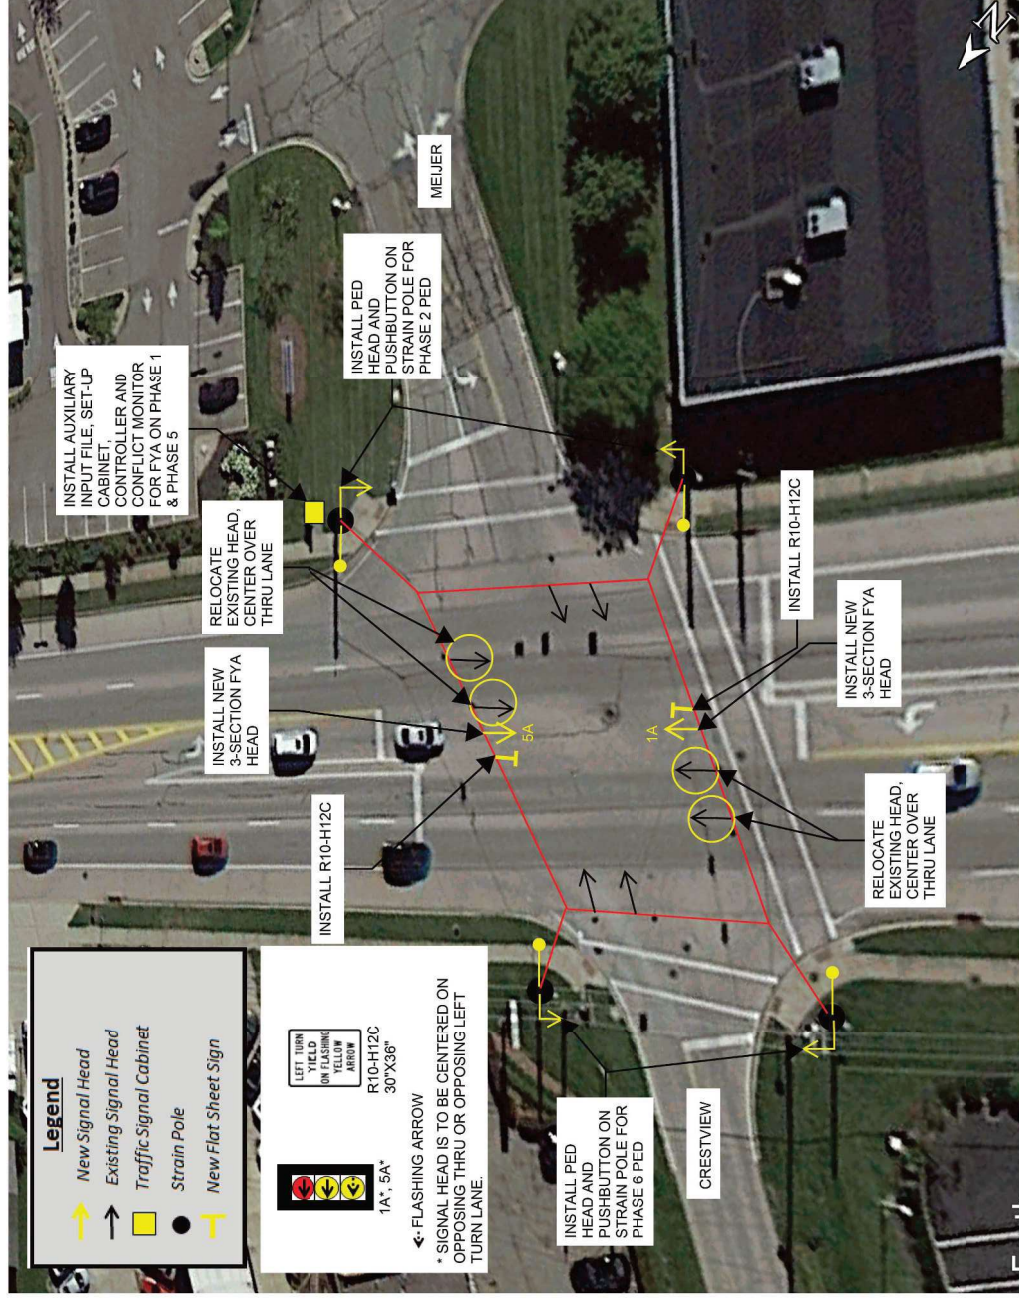 Legend
New Signal Head
Existing Signal Head
Traffic Signal Cabinet
Strain Pole
New Flat Sheet Sign
1A*, 5A*
LEFT TURN
YIELD
ON FLASHING
YELLOW
ARROW
R10-H12C
30"X36"
FLASHING ARROW
* SIGNAL HEAD IS TO BE CENTERED ON
OPPOSING THRU OR OPPOSING LEFT
TURN LANE.
INSTALL R10-H12C
INSTALL NEW
3-SECTION FYA
HEAD
RELOCATE
EXISTING HEAD,
CENTER OVER
THRU LANE
INSTALL AUXILIARY
INPUT FILE, SET-UP
CABINET,
CONTROLLER AND
CONFLICT MONITOR
FOR FYA ON PHASE 1
& PHASE 5
INSTALL PED
HEAD AND
PUSHBUTTON ON
STRAIN POLE FOR
PHASE 2 PED
MEIJER
N
5A
1A
INSTALL PED
HEAD AND
PUSHBUTTON ON
STRAIN POLE FOR
PHASE 6 PED
CRESTVIEW
RELOCATE
EXISTING HEAD,
CENTER OVER
THRU LANE
INSTALL NEW
3-SECTION FYA
HEAD
INSTALL R10-H12C